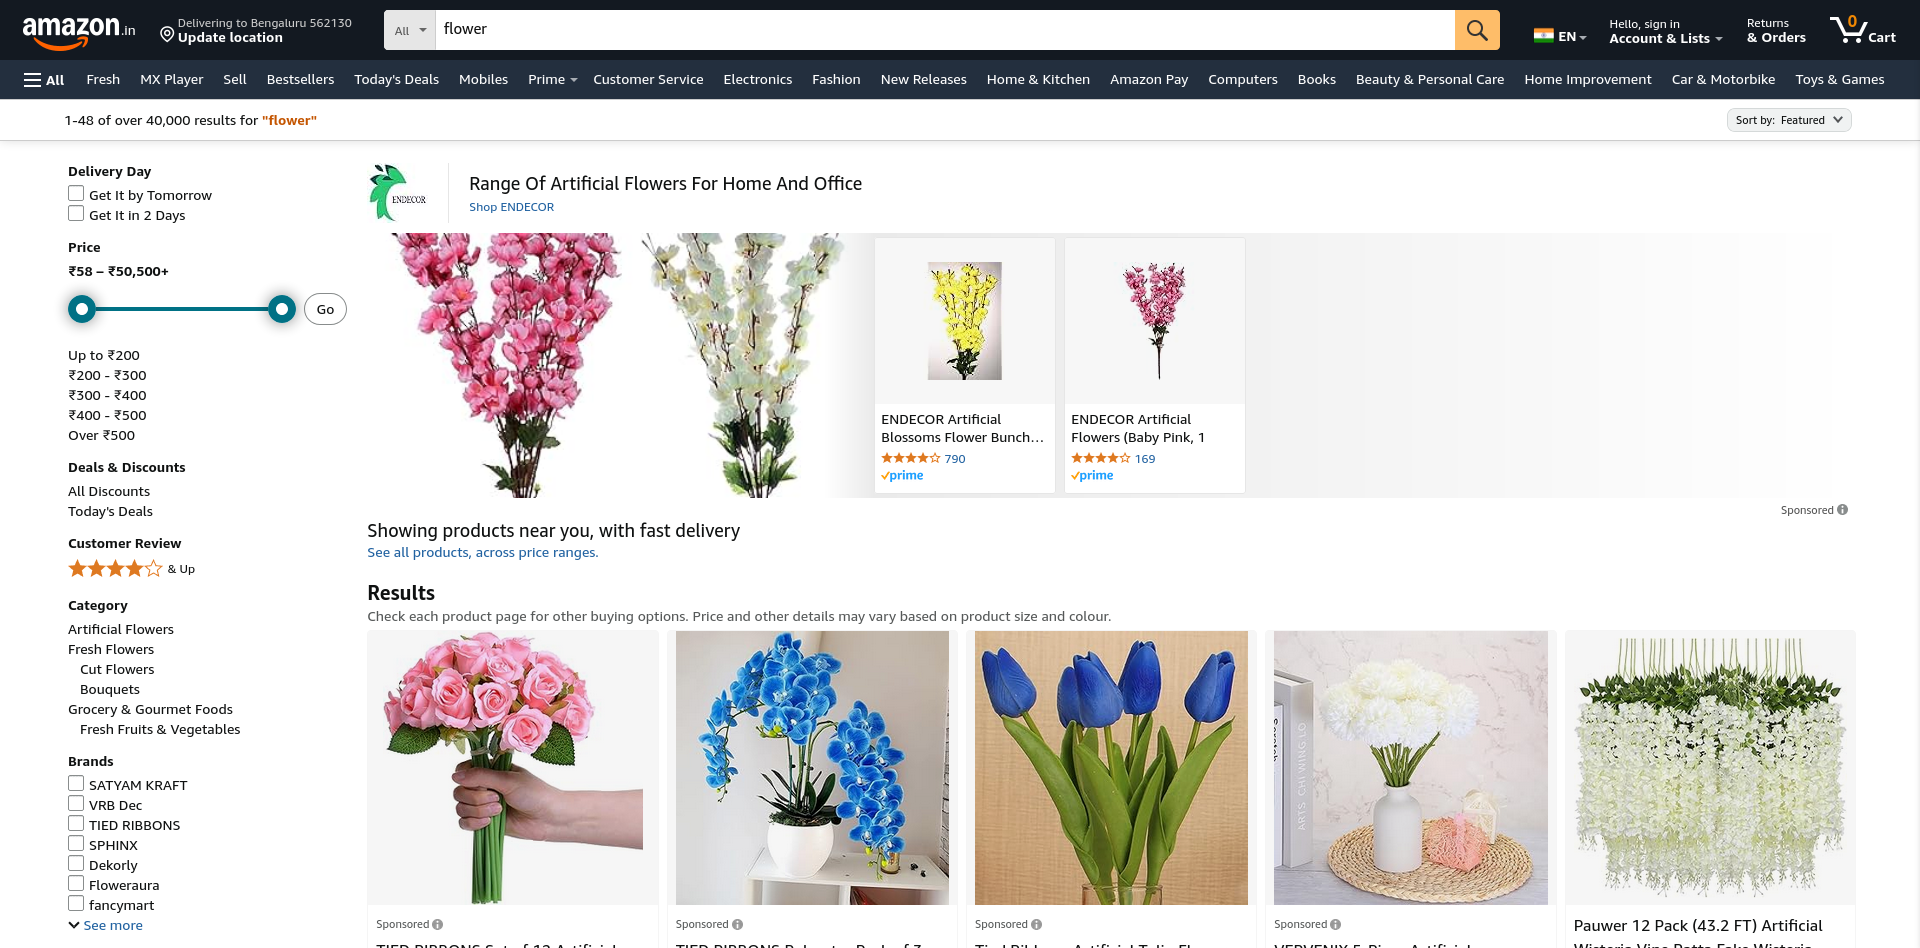 amazon.in
Delivering to Bengaluru 562130
Update location
All
flower
EN
Hello, sign in
Account & Lists
Returns
& Orders
0
Cart
All
Fresh
MX Player
Sell
Bestsellers
Today's Deals
Mobiles
Prime
Customer Service
Electronics
Fashion
New Releases
Home & Kitchen
Amazon Pay
Computers
Books
Beauty & Personal Care
Home Improvement
Car & Motorbike
Toys & Games
1-48 of over 40,000 results for "flower"
Sort by: Featured
Delivery Day
Get It by Tomorrow
Get It in 2 Days
Price
₹58 – ₹50,500+
Go
Up to ₹200
₹200 - ₹300
₹300 - ₹400
₹400 - ₹500
Over ₹500
Deals & Discounts
All Discounts
Today's Deals
Customer Review
& Up
Category
Artificial Flowers
Fresh Flowers
Cut Flowers
Bouquets
Grocery & Gourmet Foods
Fresh Fruits & Vegetables
Brands
SATYAM KRAFT
VRB Dec
TIED RIBBONS
SPHINX
Dekorly
Floweraura
fancymart
See more
ENDECOR
Range Of Artificial Flowers For Home And Office
Shop ENDECOR
ENDECOR Artificial
Blossoms Flower Bunch...
790
prime
ENDECOR Artificial
Flowers (Baby Pink, 1
169
prime
Sponsored
Showing products near you, with fast delivery
See all products, across price ranges.
Results
Check each product page for other buying options. Price and other details may vary based on product size and colour.
ARTS CHI WING LO
Sponsored
Sponsored
Sponsored
Sponsored
Pauwer 12 Pack (43.2 FT) Artificial
TIED RIBBONS Set of 12 Artificial